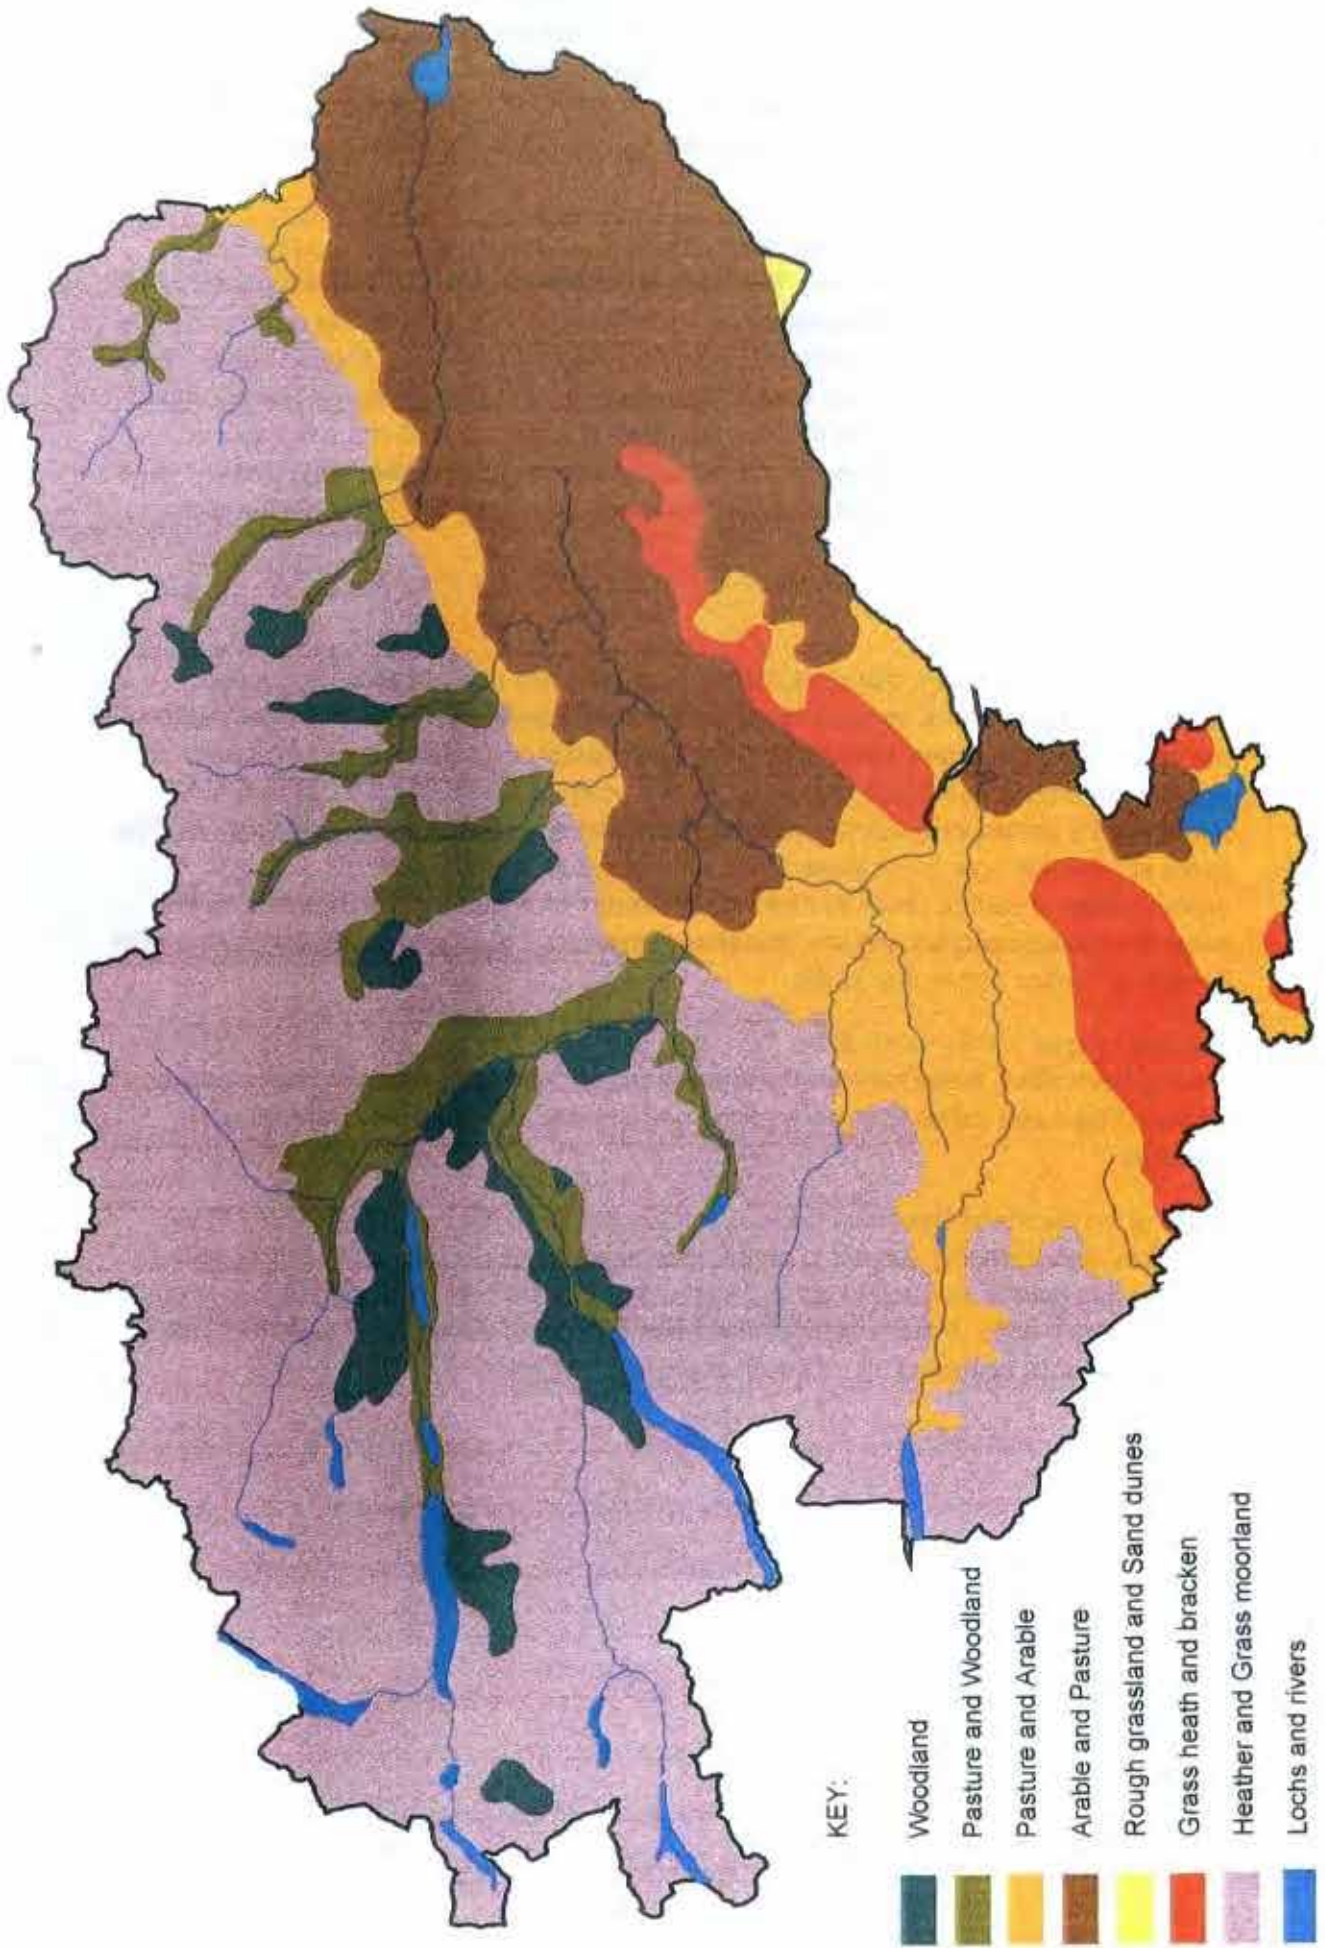 KEY:
Woodland
Pasture and Woodland
Pasture and Arable
Arable and Pasture
Rough grassland and Sand dunes
Grass heath and bracken
Heather and Grass moorland
Lochs and rivers